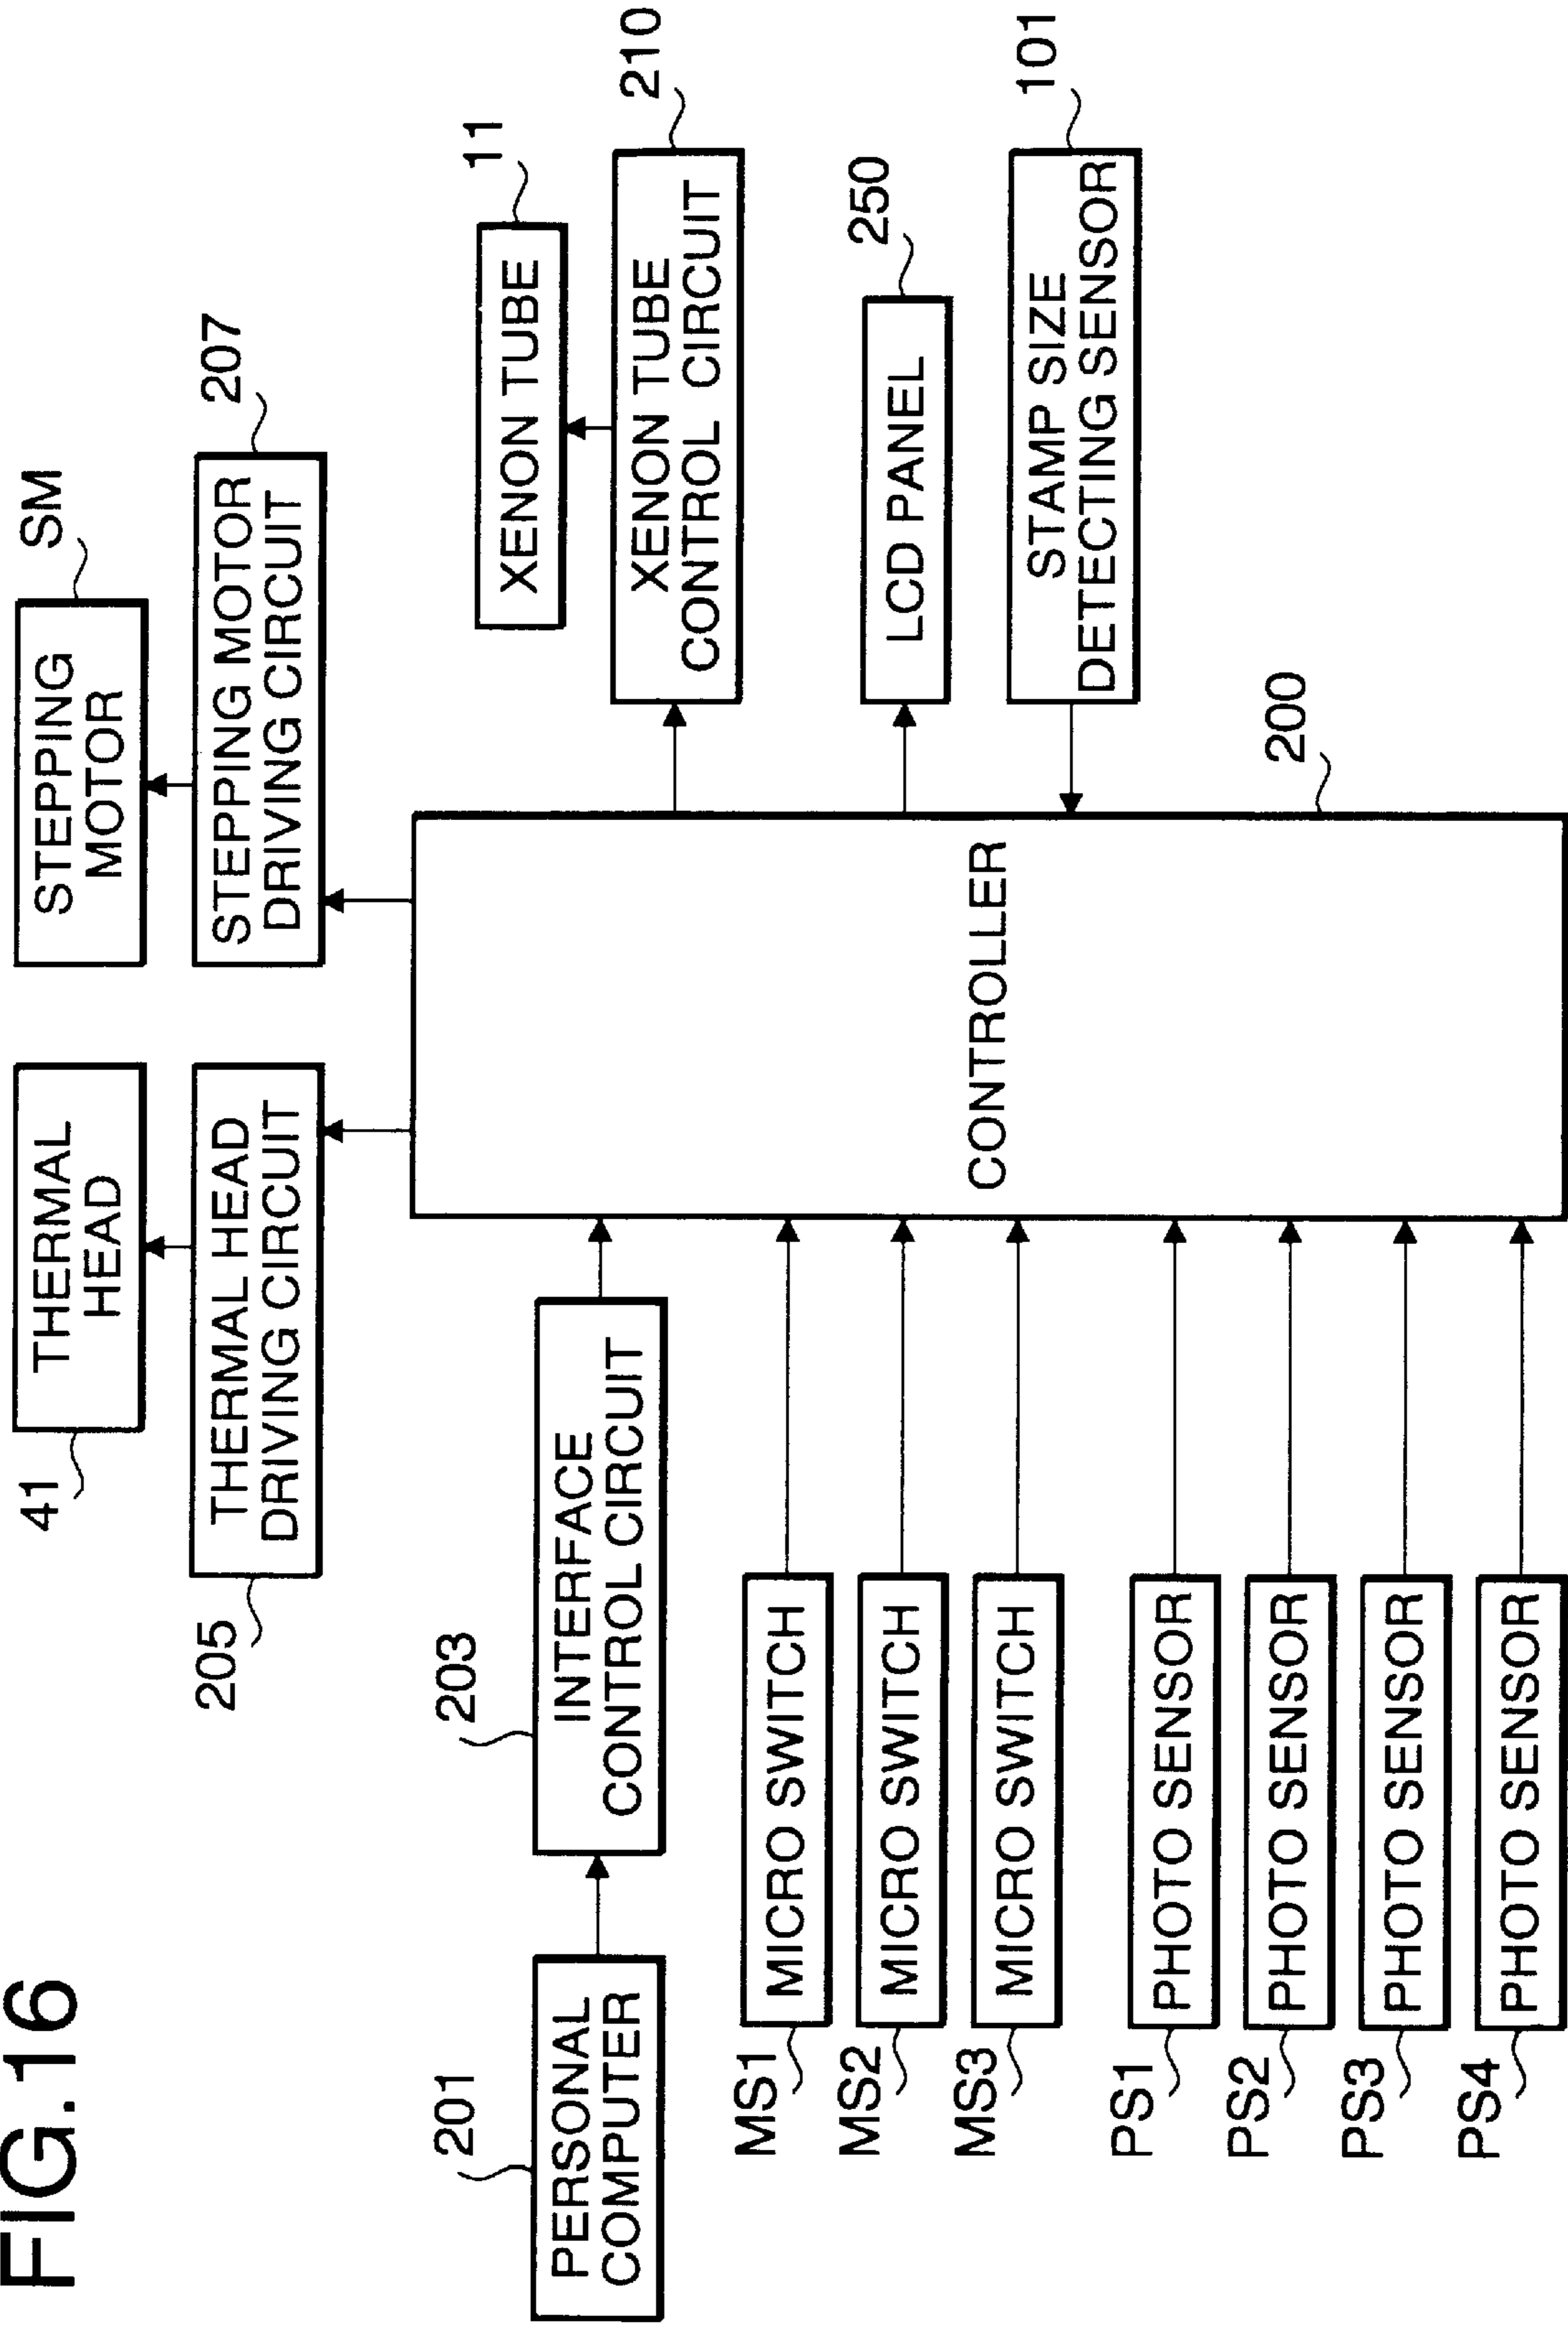 FIG.16
41
THERMAL
HEAD
SM
STEPPING
MOTOR
205
THERMAL HEAD
DRIVING CIRCUIT
207
STEPPING MOTOR
DRIVING CIRCUIT
11
XENON TUBE
210
XENON TUBE
CONTROL CIRCUIT
201
PERSONAL
COMPUTER
203
INTERFACE
CONTROL CIRCUIT
MS1
MICRO SWITCH
MS2
MICRO SWITCH
MS3
MICRO SWITCH
PS1
PHOTO SENSOR
PS2
PHOTO SENSOR
PS3
PHOTO SENSOR
PS4
PHOTO SENSOR
CONTROLLER
200
250
LCD PANEL
101
STAMP SIZE
DETECTING SENSOR